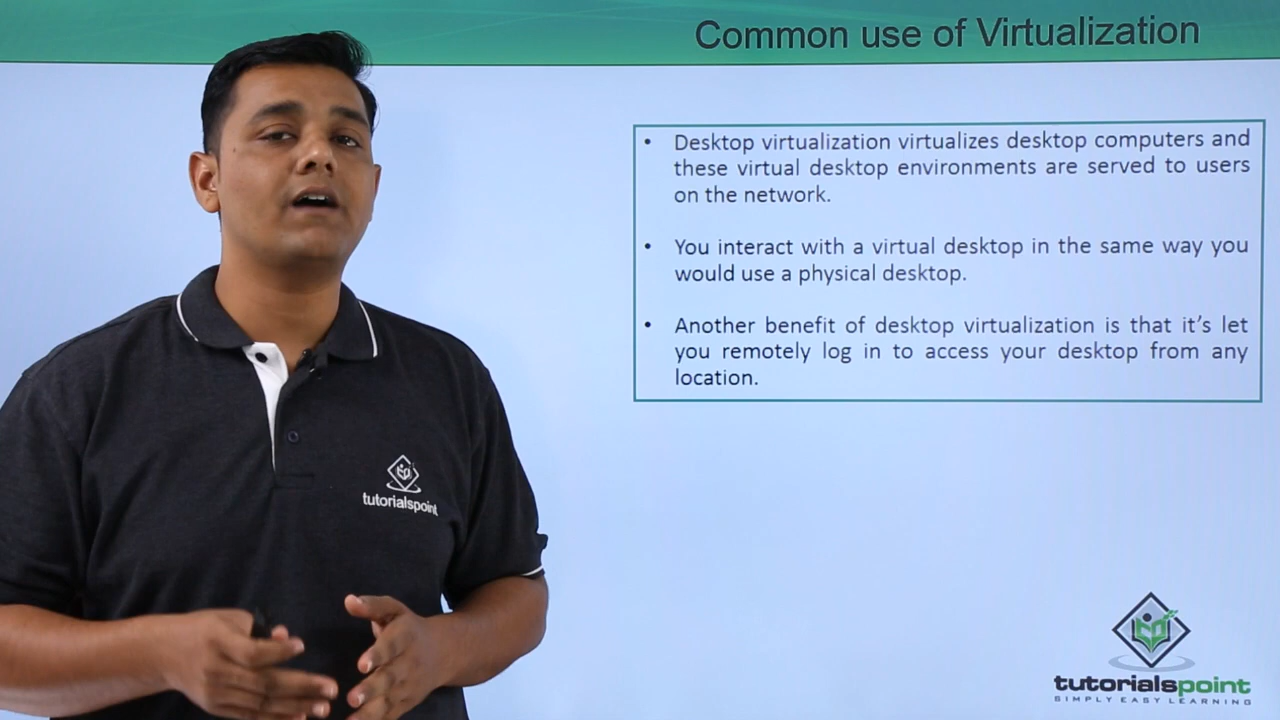 Common use of Virtualization
• Desktop virtualization virtualizes desktop computers and
these virtual desktop environments are served to users
on the network.
• You interact with a virtual desktop in the same way you
would use a physical desktop.
• Another benefit of desktop virtualization is that it's let
you remotely log in to access your desktop from any
location.
tutorialspoint
tutorialspoint
SIMPLY EASY LEARNING